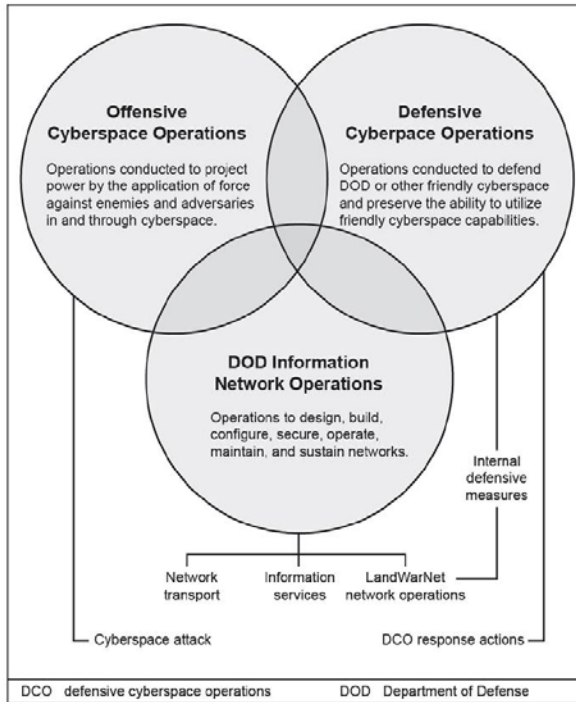 Offensive
Cyberspace Operations
Operations conducted to project
power by the application of force
against enemies and adversaries
in and through cyberspace.
Defensive
Cyberpace Operations
Operations conducted to defend
DOD or other friendly cyberspace
and preserve the ability to utilize
friendly cyberspace capabilities.
DOD Information
Network Operations
Operations to design, build,
configure, secure, operate,
maintain, and sustain networks.
Internal
defensive
measures
Network
transport
Information
services
LandWarNet
network operations
Cyberspace attack
DCO response actions
DCO defensive cyberspace operations
DOD Department of Defense